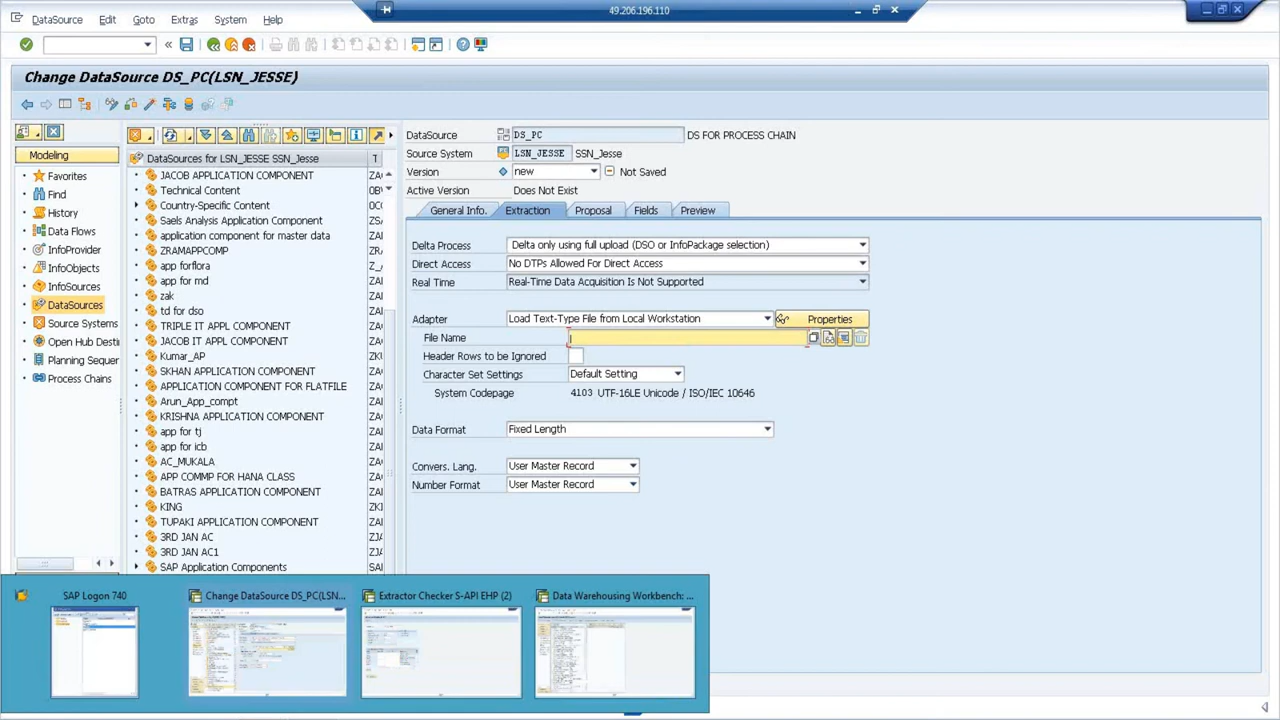 49.206.196.110
DataSource Edit Goto Extras System Help
Change DataSource DS_PC(LSN_JESSE)
Modeling
Favorites
Find
History
Data Flows
InfoProvider
InfoObjects
InfoSources
DataSources
Source Systems
Open Hub Destin
Planning Sequer
Process Chains
DataSources for LSN_JESSE SSN_Jesse T
JACOB APPLICATION COMPONENT
Technical Content
Country-Specific Content
Saels Analysis Application Component
application component for master data
ZRAMAPPCOMP
app forflora
app for md
zak
td for dso
TRIPLE IT APPL COMPONENT
JACOB IT APPL COMPONENT
Kumar_AP
SKHAN APPLICATION COMPONENT
APPLICATION COMPONENT FOR FLATFILE
Arun_App_compt
KRISHNA APPLICATION COMPONENT
app for tj
app for icb
AC_MUKALA
APP COMMP FOR HANA CLASS
BATRAS APPLICATION COMPONENT
KING
TUPAKI APPLICATION COMPONENT
3RD JAN AC
3RD JAN AC1
SAP Application Components
DataSource DS_PC DS FOR PROCESS CHAIN
Source System LSN_JESSE SSN_Jesse
Version new Not Saved
Active Version Does Not Exist
General Info. Extraction Proposal Fields Preview
Delta Process Delta only using full upload (DSO or InfoPackage selection)
Direct Access No DTPs Allowed For Direct Access
Real Time Real-Time Data Acquisition Is Not Supported
Adapter Load Text-Type File from Local Workstation Properties
File Name
Header Rows to be Ignored
Character Set Settings Default Setting
System Codepage 4103 UTF-16LE Unicode / ISO/IEC 10646
Data Format Fixed Length
Convers. Lang. User Master Record
Number Format User Master Record
SAP Logon 740
Change DataSource DS_PC(LSN...
Extractor Checker S-API EHP (2)
Data Warehousing Workbench: ...